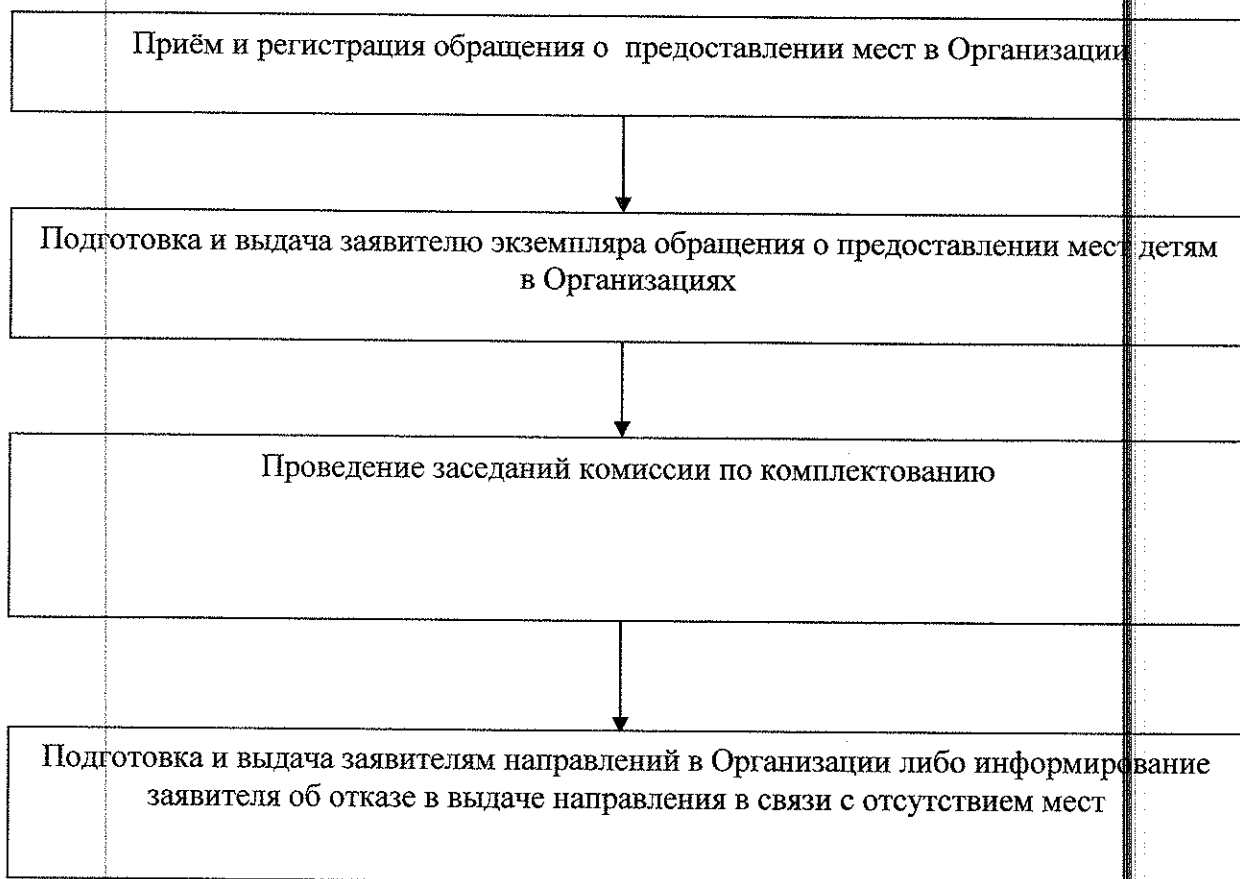 Приём и регистрация обращения о предоставлении мест в Организации
Подготовка и выдача заявителю экземпляра обращения о предоставлении мест детям
в Организациях
Проведение заседаний комиссии по комплектованию
Подготовка и выдача заявителям направлений в Организации либо информирование
заявителя об отказе в выдаче направления в связи с отсутствием мест